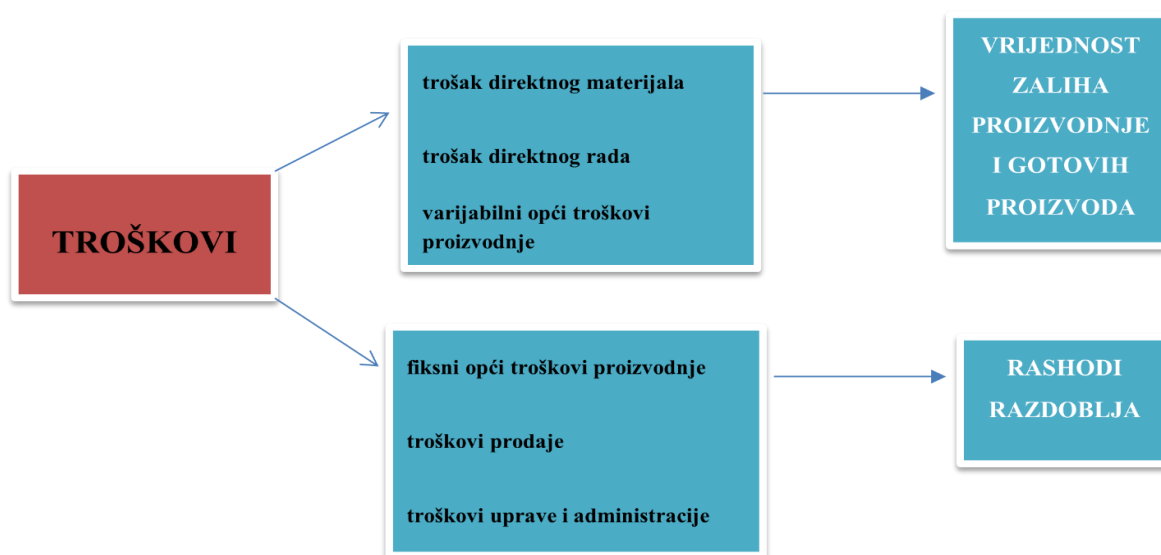 TROŠKOVI
trošak direktnog materijala
trošak direktnog rada
varijabilni opći troškovi
proizvodnje
VRIJEDNOST
ZALIHA
PROIZVODNJE
I GOTOVIH
PROIZVODA
fiksni opći troškovi proizvodnje
troškovi prodaje
troškovi uprave i administracije
RASHODI
RAZDOBLJA